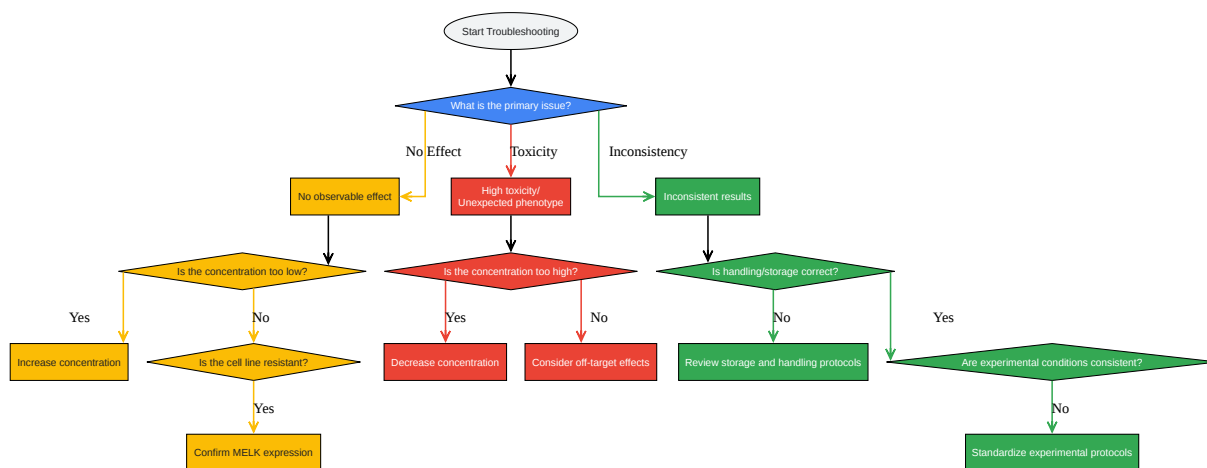 Start Troubleshooting
What is the primary issue?
No Effect
Toxicity
Inconsistency
No observable effect
High toxicity/
Unexpected phenotype
Inconsistent results
Is the concentration too low?
Is the concentration too high?
Is handling/storage correct?
Yes
No
Yes
No
No
Yes
Increase concentration
Is the cell line resistant?
Decrease concentration
Consider off-target effects
Review storage and handling protocols
Are experimental conditions consistent?
Yes
No
Confirm MELK expression
Standardize experimental protocols